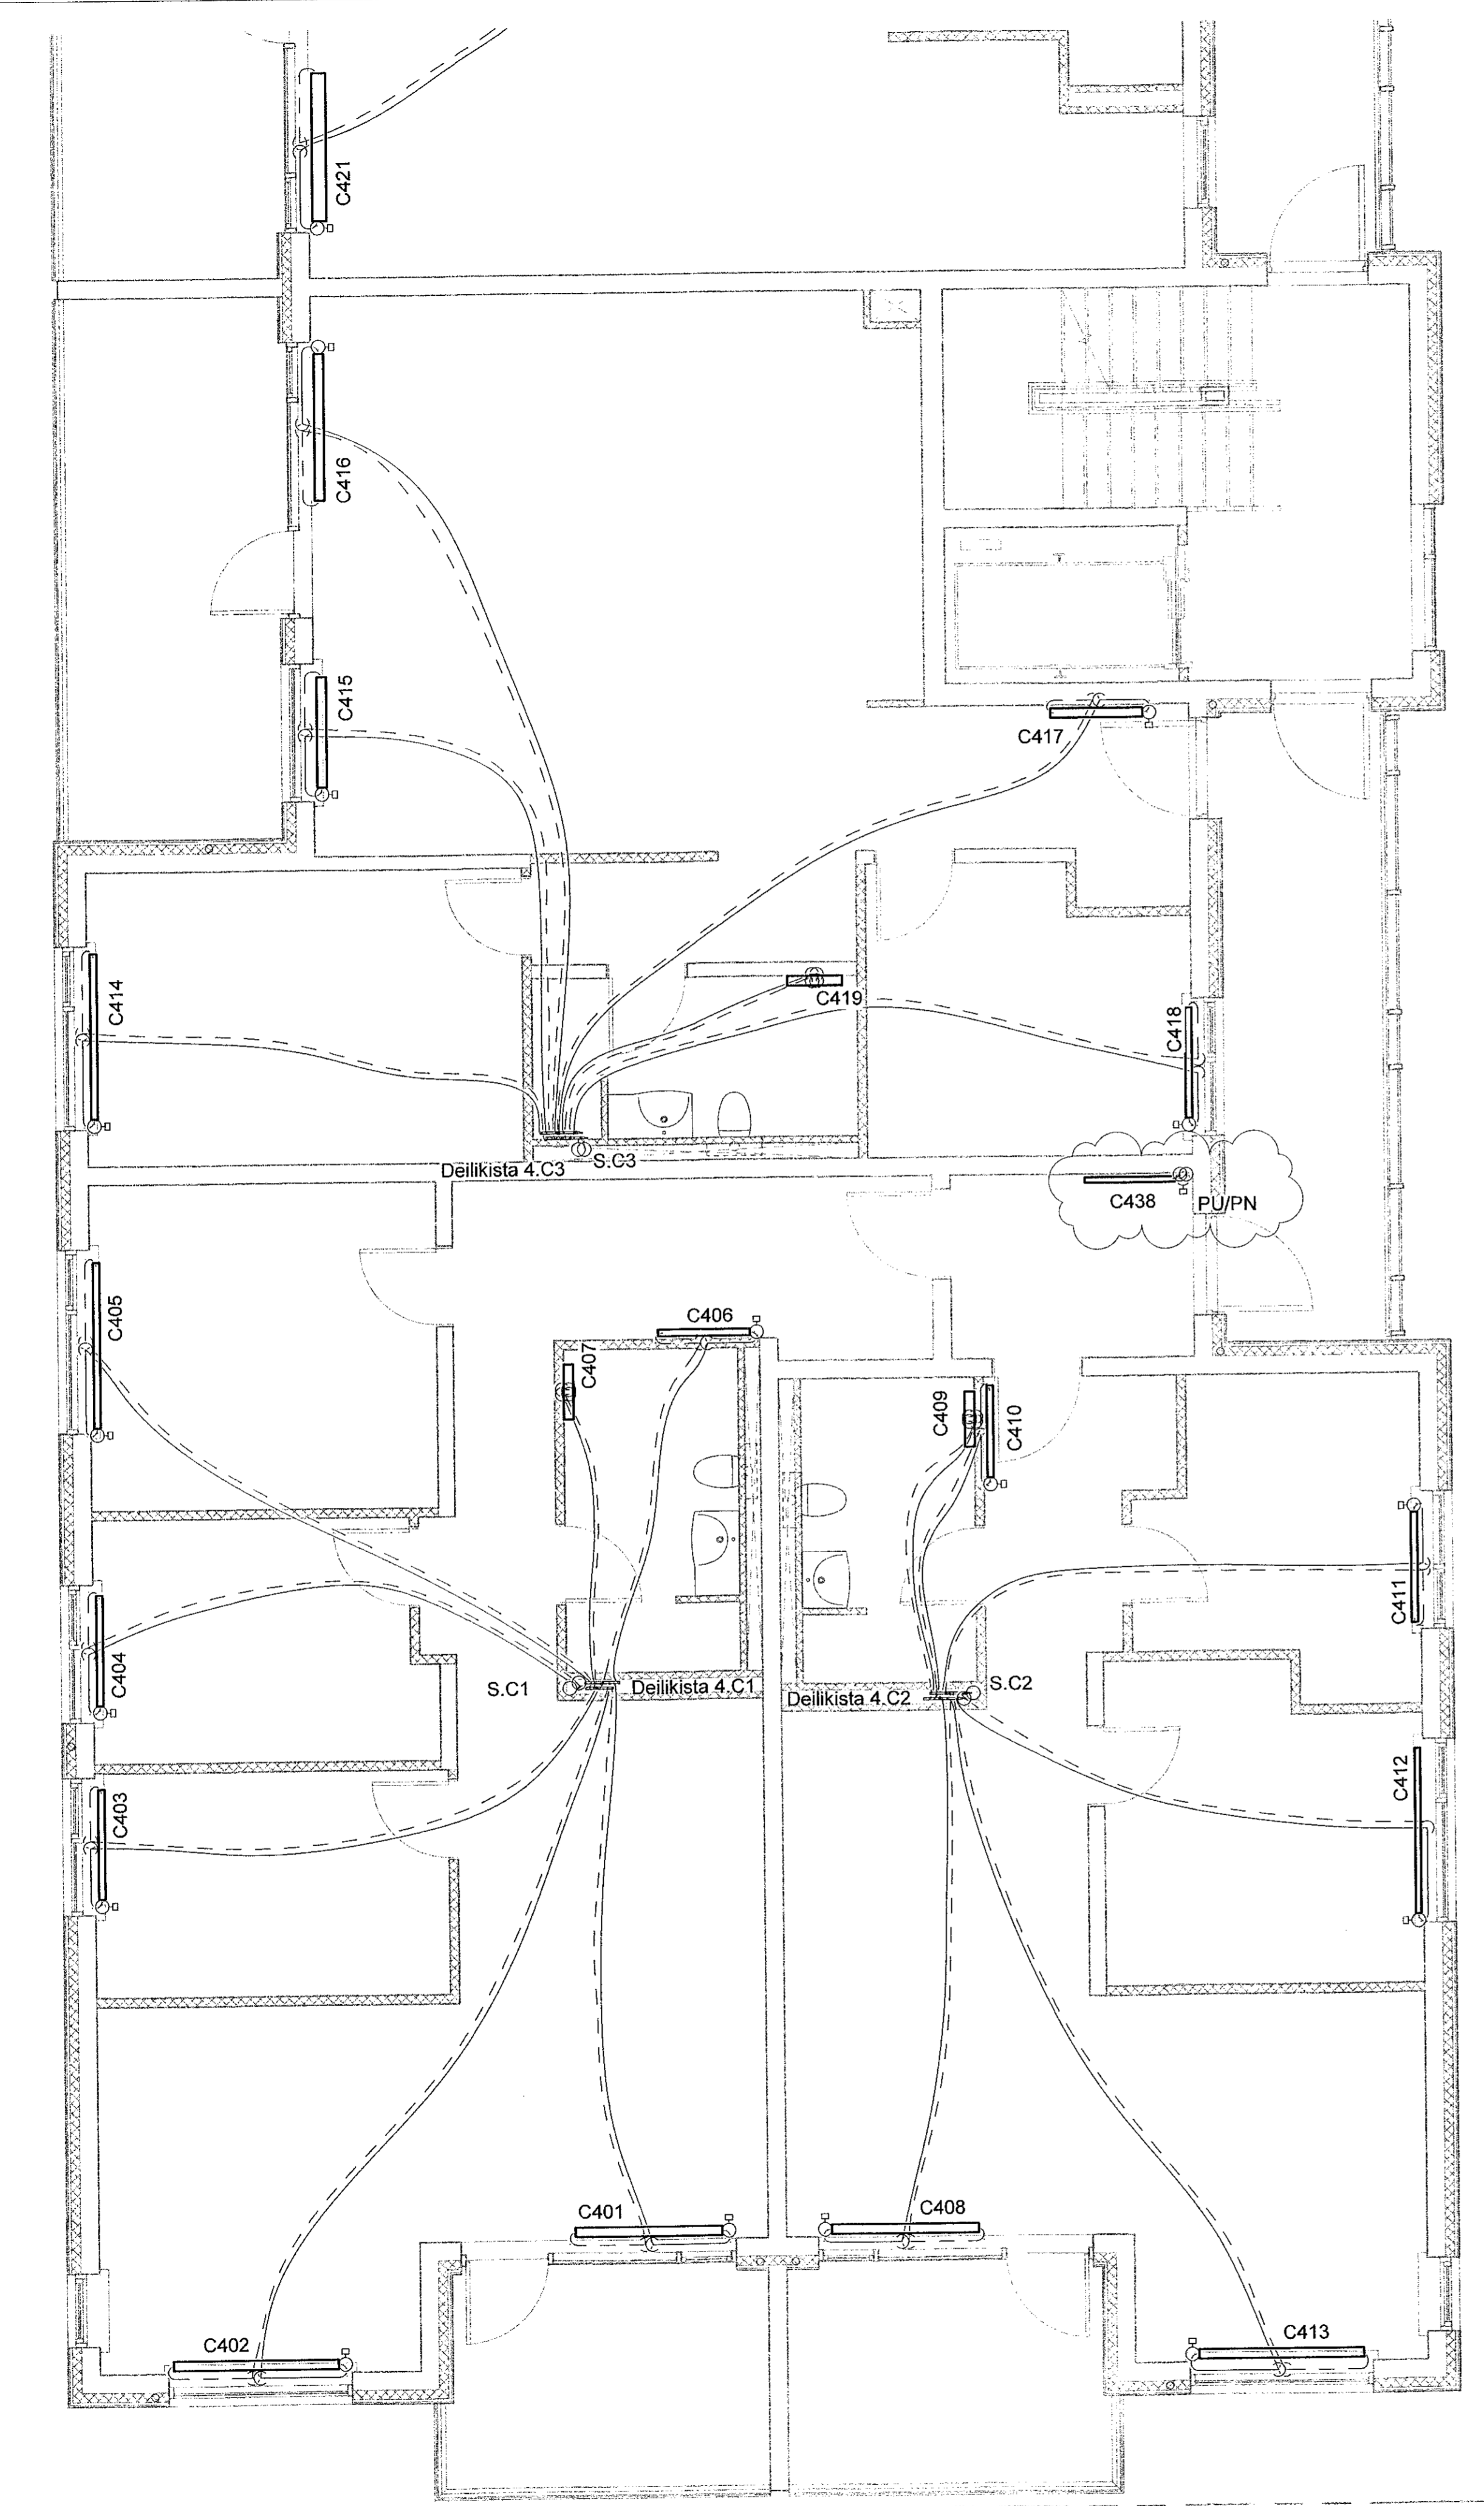 C421
C416
C415
C417
C414
C419
C418
S.C3
Deilikista 4.C3
C438
PU/PN
C405
C406
C407
C409
C410
C411
C404
S.C1
Deilikista 4.C1
Deilikista 4.C2
S.C2
C412
C403
C401
C408
C402
C413